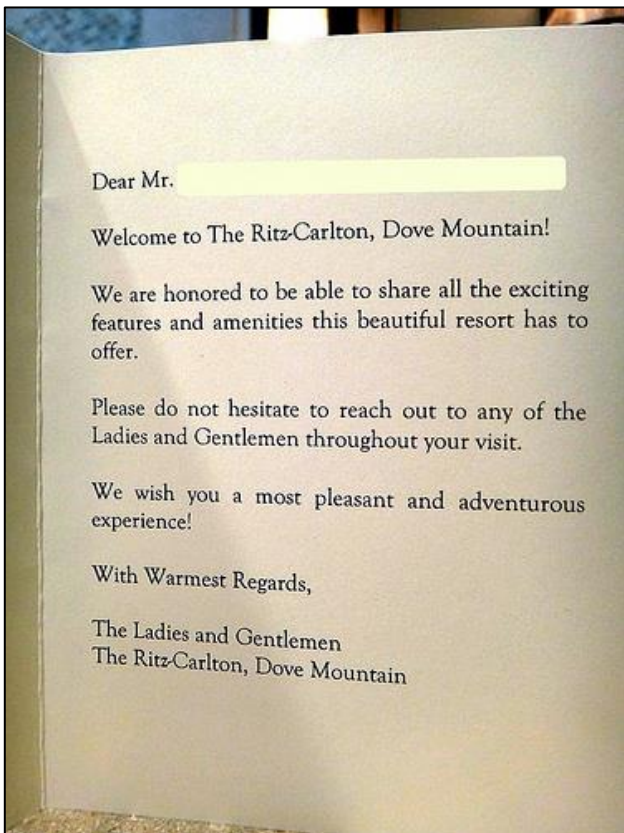 Dear Mr.
Welcome to The Ritz-Carlton, Dove Mountain!
We are honored to be able to share all the exciting
features and amenities this beautiful resort has to
offer.
Please do not hesitate to reach out to any of the
Ladies and Gentlemen throughout your visit.
We wish you a most pleasant and adventurous
experience!
With Warmest Regards,
The Ladies and Gentlemen
The Ritz-Carlton, Dove Mountain